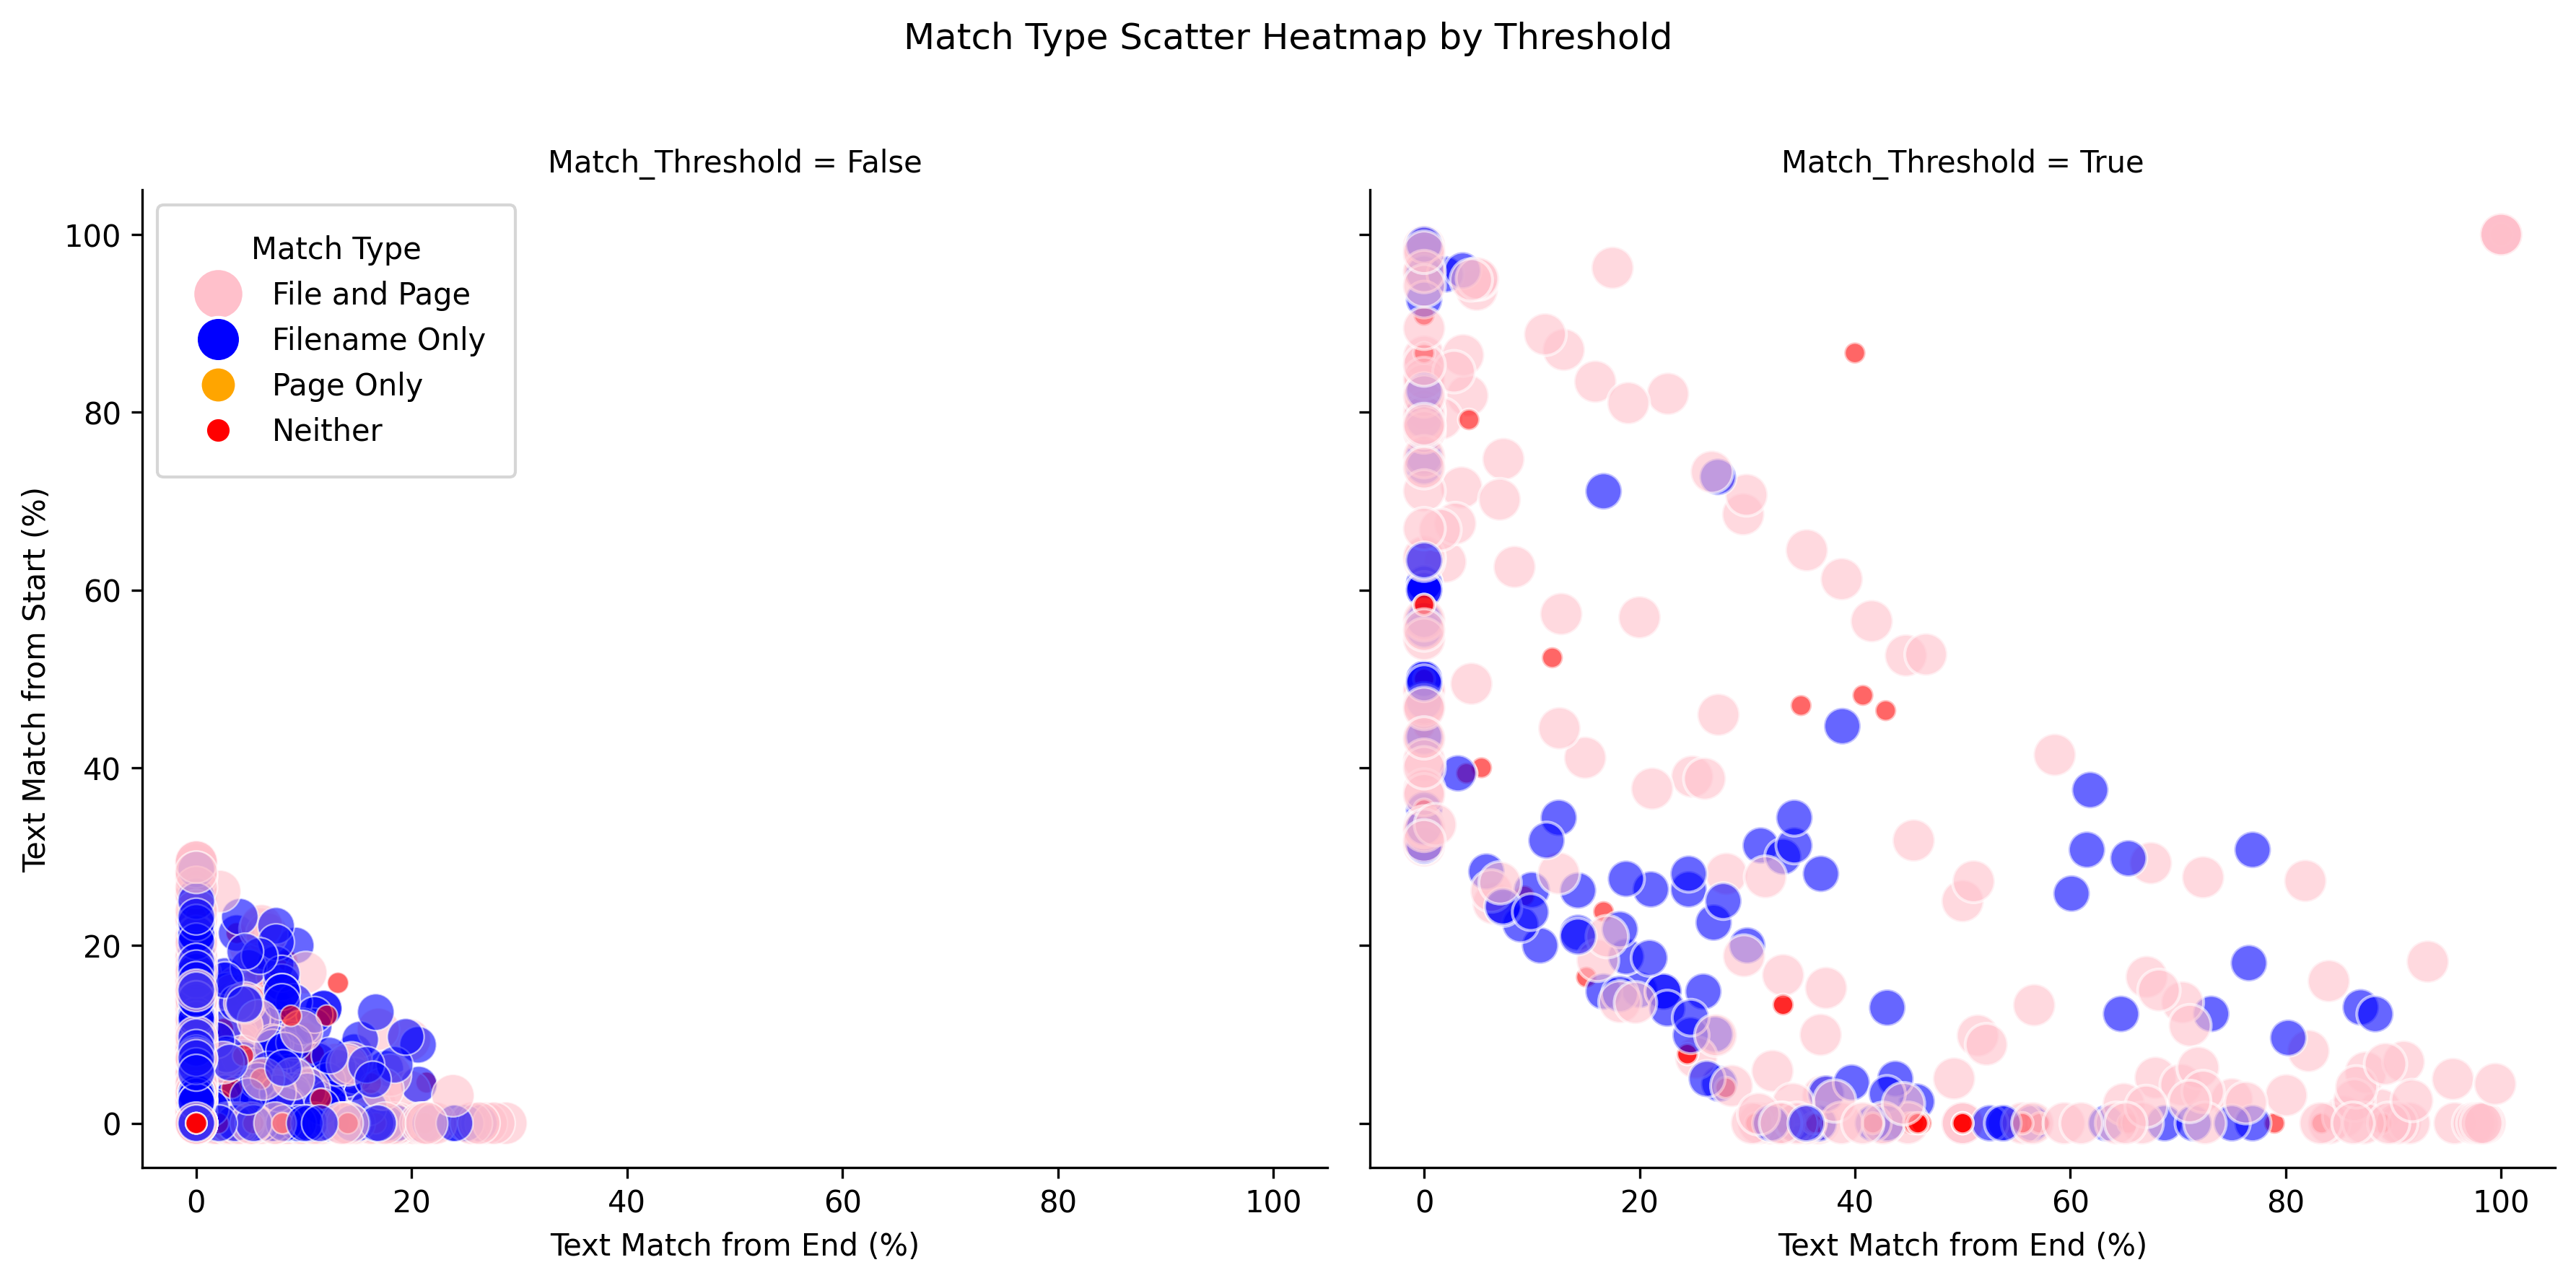 Match Type Scatter Heatmap by Threshold
Match_Threshold = False
Match Type
File and Page
Filename Only
Page Only
Neither
Text Match from Start (%)
100
80
60
40
20
0
0 20 40 60 80 100
Text Match from End (%)
Match_Threshold = True
0 20 40 60 80 100
Text Match from End (%)